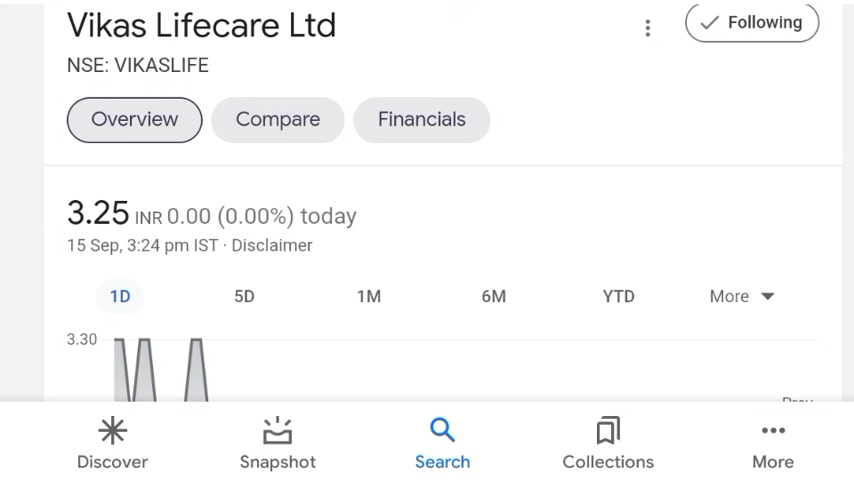 Vikas Lifecare Ltd
Following
NSE: VIKASLIFE
Overview Compare Financials
3.25 INR 0.00 (0.00%) today
15 Sep, 3:24 pm IST · Disclaimer
1D 5D 1M 6M YTD More
3.30
Discover Snapshot Search Collections More